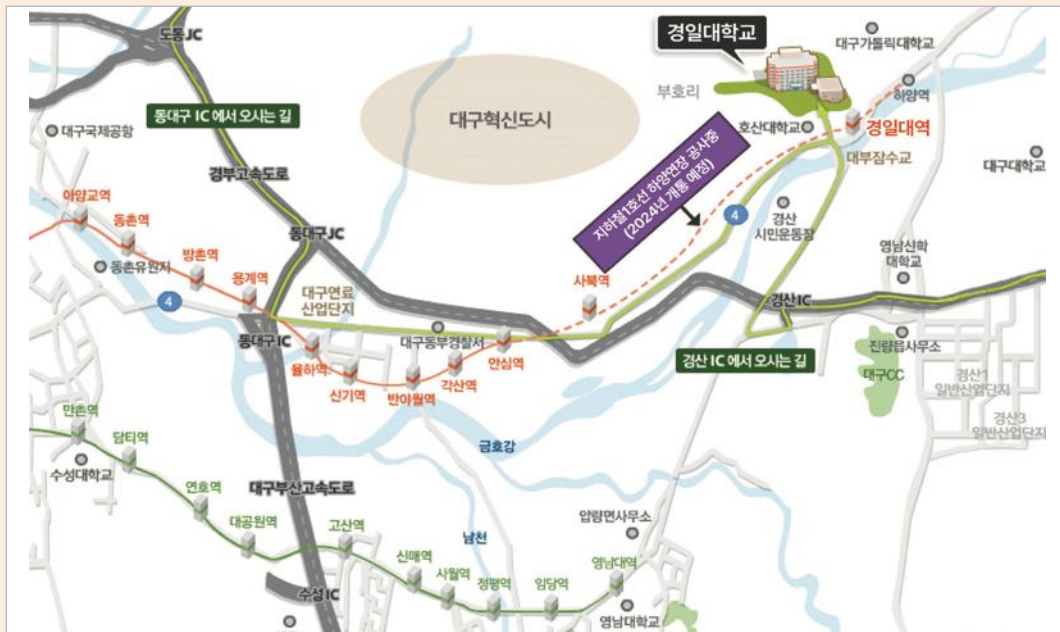 도동JC
경일대학교
대구가톨릭대학교
하양역
부호리
동대구 IC 에서 오시는 길
대구혁신도시
호산대학교
경일대역
대구국제공항
대부잠수교
대구대학교
경부고속도로
지하철1호선 하양연장 공사중
(2024년 개통 예정)
아양교역
동촌역
4
경산
시민운동장
동대구JC
방촌역
영남신학
대학교
동촌유원지
용계역
사복역
대구연료
산업단지
경산IC
4
동대구IC
대구동부경찰서
안심역
진량읍사무소
율하역
신기역
반야월역
각산역
경산 IC 에서 오시는 길
대구CC
경산1
일반산업단지
만촌역
담티역
경산3
일반산업단지
금호강
수성대학교
연호역
대구부산고속도로
대공원역
고산역
압량면사무소
남천
신매역
사월역
정평역
임당역
영남대역
수성IC
영남대학교